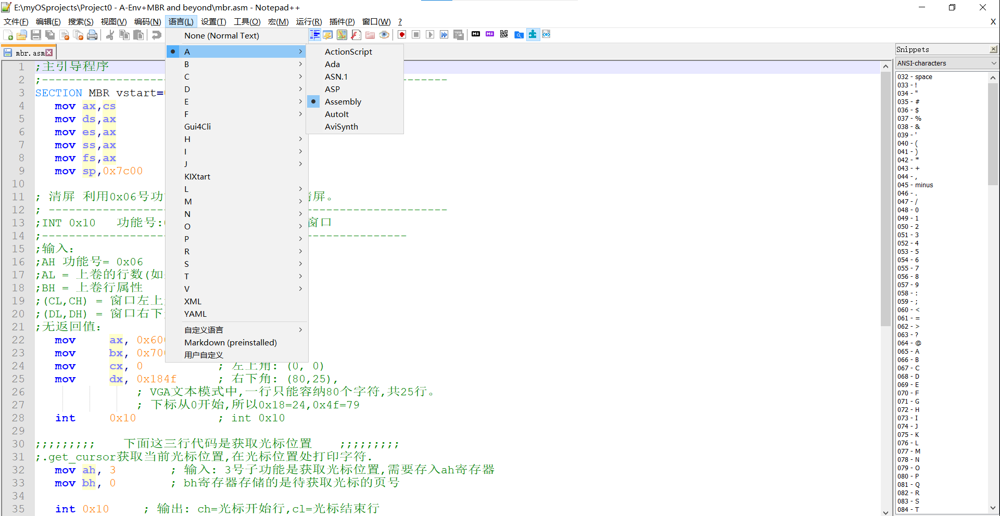 E:\myOSprojects\Project0 - A-Env+MBR and beyond\mbr.asm - Notepad++
文件(F) 编辑(E) 搜索(S) 视图(V) 编码(N) 语言(L) 设置(T) 工具(O) 宏(M) 运行(R) 插件(P) 窗口(W) ? X
mbr.asm
None (Normal Text)
A
B
C
D
E
F
Gui4Cli
H
I
J
KIXtart
L
M
N
O
P
R
S
T
V
XML
YAML
自定义语言
Markdown (preinstalled)
用户自定义
ActionScript
Ada
ASN.1
ASP
Assembly
AutoIt
AviSynth
1 ;主引导程序
2 ;--------------------
3 SECTION MBR vstart=
4 mov ax,cs
5 mov ds,ax
6 mov es,ax
7 mov ss,ax
8 mov fs,ax
9 mov sp,0x7c00
10
11 ; 清屏 利用0x06号功 清屏。
12 ; ------------------
13 ;INT 0x10 功能号: 窗口
14 ;--------------------
15 ;输入:
16 ;AH 功能号= 0x06
17 ;AL = 上卷的行数(如
18 ;BH = 上卷行属性
19 ;(CL,CH) = 窗口左上
20 ;(DL,DH) = 窗口右下
21 ;无返回值:
22 mov ax, 0x60
23 mov bx, 0x70
24 mov cx, 0 ; 左上角: (0, 0)
25 mov dx, 0x184f ; 右下角: (80,25),
26 ; VGA文本模式中,一行只能容纳80个字符,共25行。
27 ; 下标从0开始,所以0x18=24,0x4f=79
28 int 0x10 ; int 0x10
29
30 ;;;;;;;;; 下面这三行代码是获取光标位置 ;;;;;;;;;
31 ;.get_cursor获取当前光标位置,在光标位置处打印字符.
32 mov ah, 3 ; 输入: 3号子功能是获取光标位置,需要存入ah寄存器
33 mov bh, 0 ; bh寄存器存储的是待获取光标的页号
34
35 int 0x10 ; 输出: ch=光标开始行,cl=光标结束行
Snippets
ANSI-characters
032 - space
033 - !
034 - "
035 - #
036 - $
037 - %
038 - &
039 - '
040 - (
041 - )
042 - *
043 - +
044 - ,
045 - minus
046 - .
047 - /
048 - 0
049 - 1
050 - 2
051 - 3
052 - 4
053 - 5
054 - 6
055 - 7
056 - 8
057 - 9
058 - :
059 - ;
060 - <
061 - =
062 - >
063 - ?
064 - @
065 - A
066 - B
067 - C
068 - D
069 - E
070 - F
071 - G
072 - H
073 - I
074 - J
075 - K
076 - L
077 - M
078 - N
079 - O
080 - P
081 - Q
082 - R
083 - S
084 - T